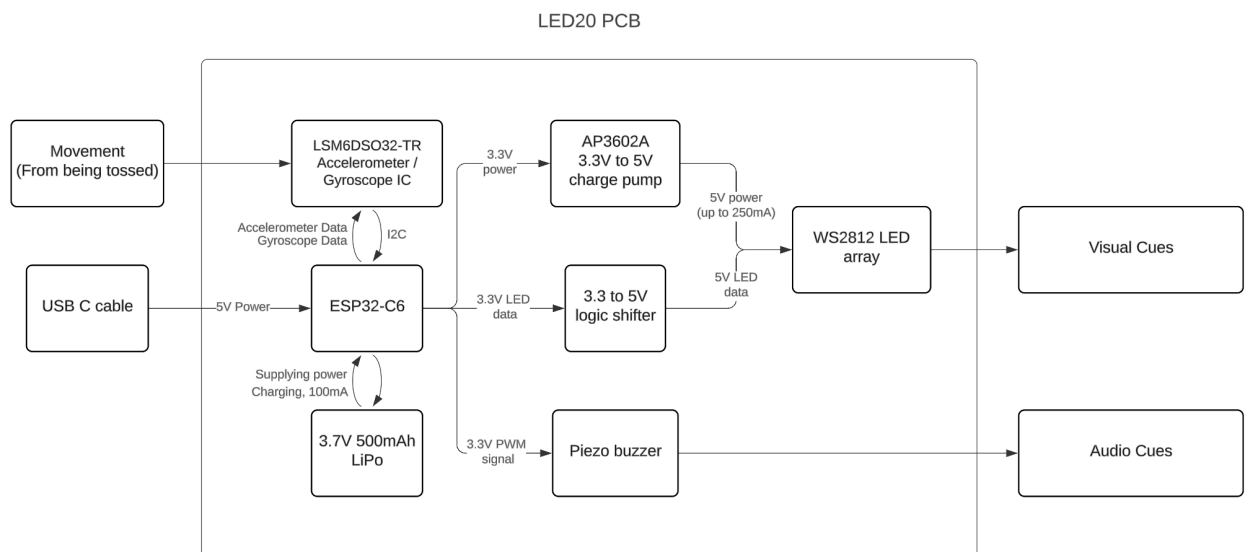 LED20 PCB
Movement
(From being tossed)
LSM6DSO32-TR
Accelerometer /
Gyroscope IC
3.3V
power
AP3602A
3.3V to 5V
charge pump
5V power
(up to 250mA)
Accelerometer Data
Gyroscope Data
I2C
WS2812 LED
array
Visual Cues
USB C cable
5V Power
ESP32-C6
3.3V LED
data
3.3 to 5V
logic shifter
5V LED
data
Supplying power
Charging, 100mA
3.7V 500mAh
LiPo
3.3V PWM
signal
Piezo buzzer
Audio Cues